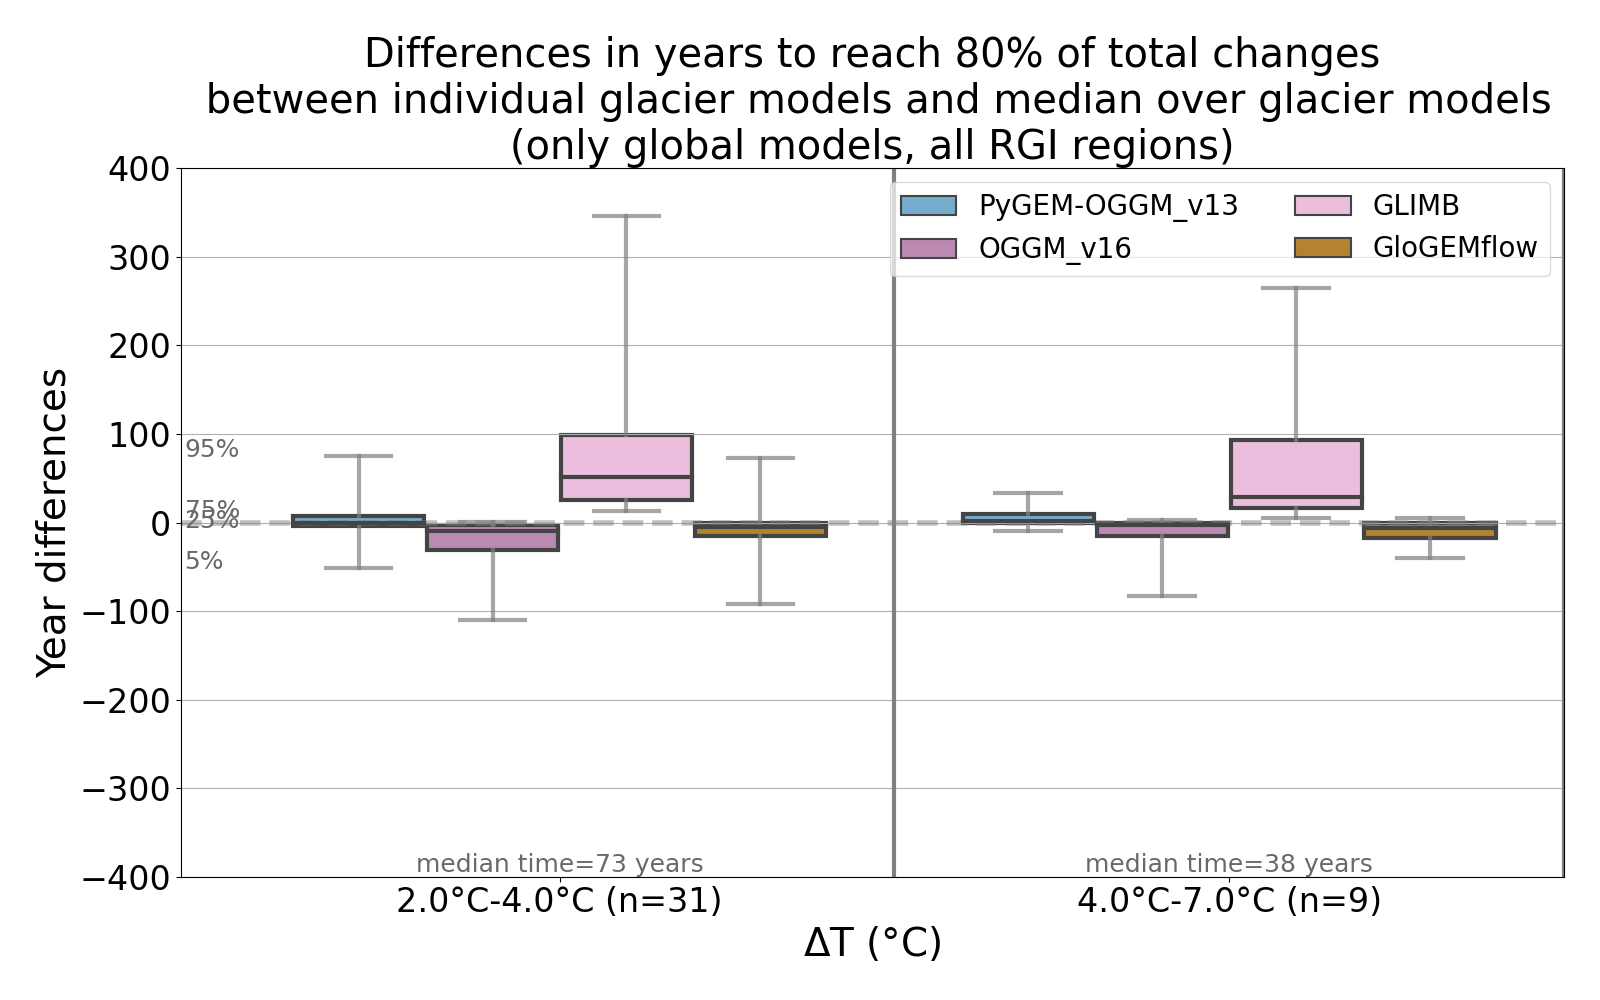 Differences in years to reach 80% of total changes
between individual glacier models and median over glacier models
(only global models, all RGI regions)
PyGEM-OGGM_v13
OGGM_v16
GLIMB
GloGEMflow
Year differences
400
300
200
100
0
−100
−200
−300
−400
95%
75%
25%
5%
median time=73 years
median time=38 years
2.0°C-4.0°C (n=31)
4.0°C-7.0°C (n=9)
ΔT (°C)